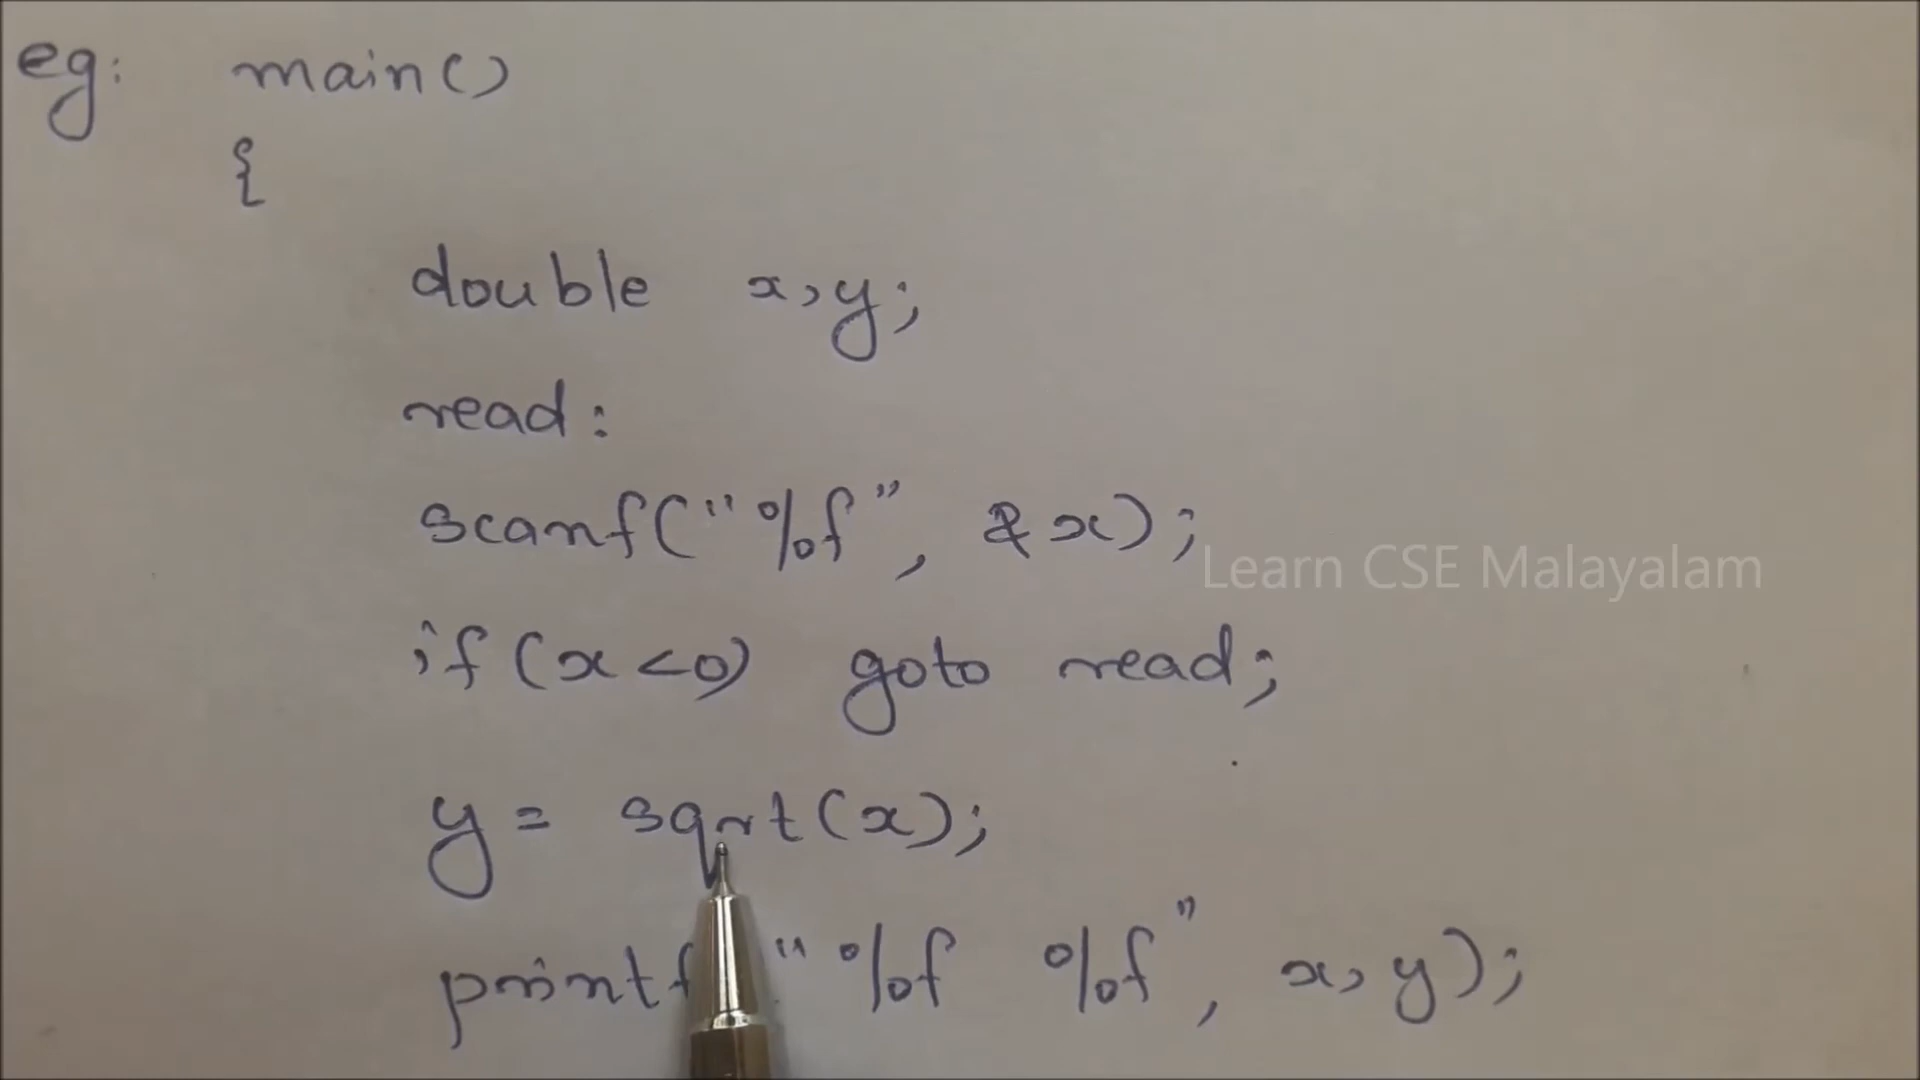 eg: main()
{
double x,y;
read:
scanf("%f", &x);
Learn CSE Malayalam
if(x<0) goto read;
y = sqrt(x);
printf "%f %f", x,y);